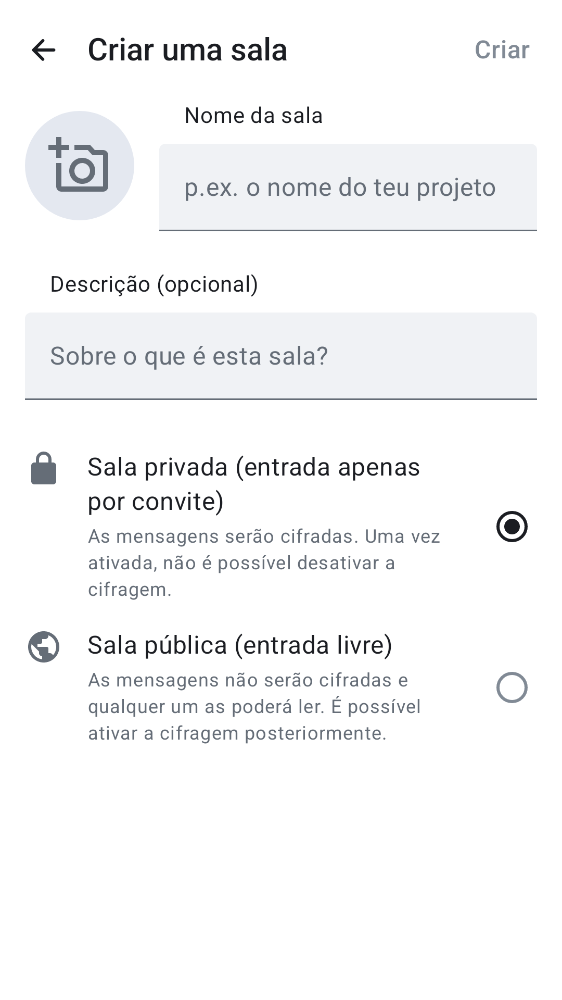 Criar uma sala
Criar
Nome da sala
p.ex. o nome do teu projeto
Descrição (opcional)
Sobre o que é esta sala?
Sala privada (entrada apenas
por convite)
As mensagens serão cifradas. Uma vez
ativada, não é possível desativar a
cifragem.
Sala pública (entrada livre)
As mensagens não serão cifradas e
qualquer um as poderá ler. É possível
ativar a cifragem posteriormente.